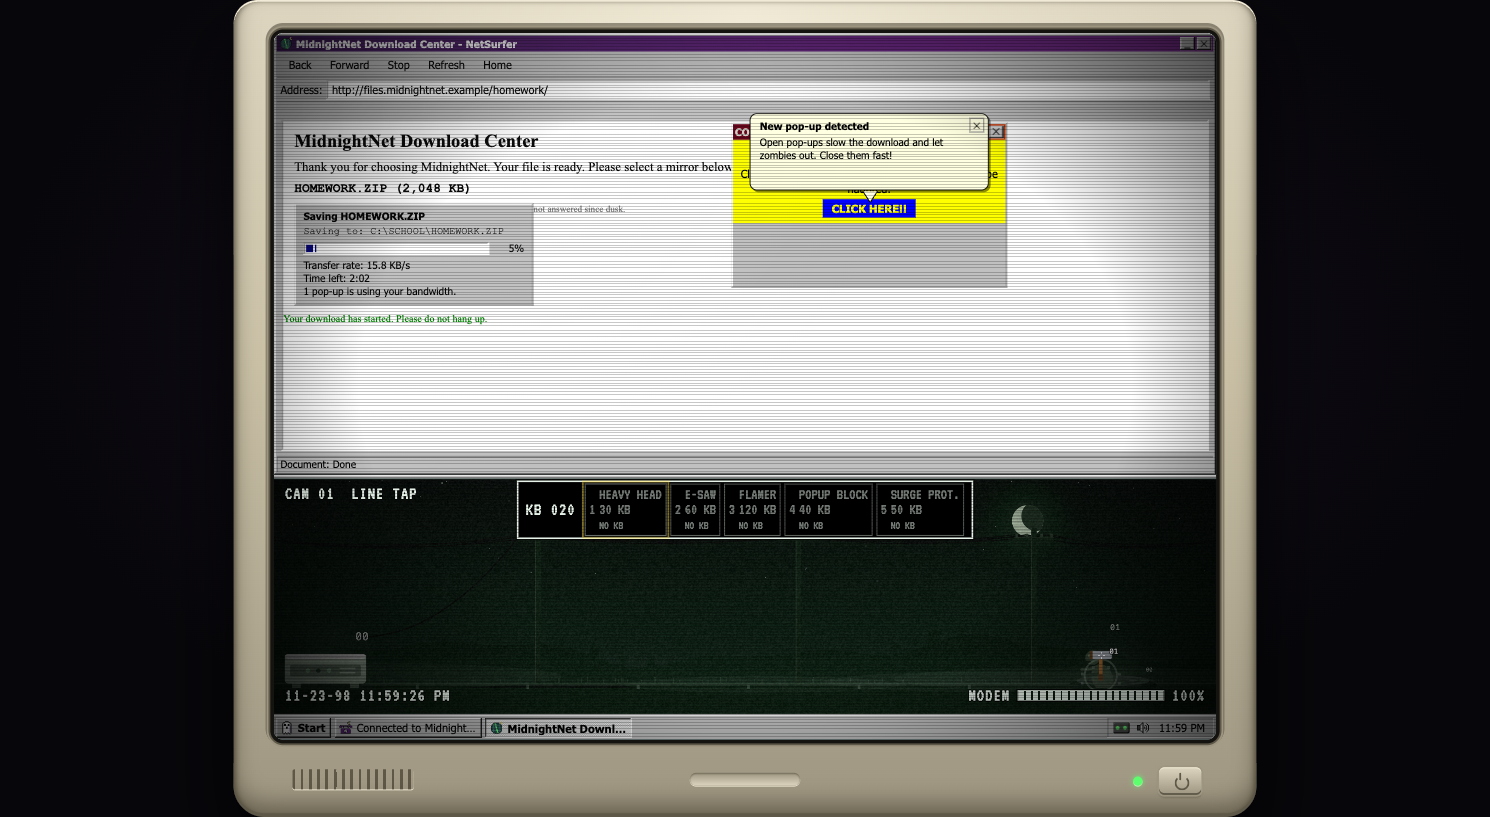 MidnightNet Download Center - NetSurfer
Back Forward Stop Refresh Home
Address: http://files.midnightnet.example/homework/
MidnightNet Download Center
Thank you for choosing MidnightNet. Your file is ready. Please select a mirror below
HOMEWORK.ZIP (2,048 KB)
not answered since dusk.
Saving HOMEWORK.ZIP
Saving to: C:\SCHOOL\HOMEWORK.ZIP
5%
Transfer rate: 15.8 KB/s
Time left: 2:02
1 pop-up is using your bandwidth.
Your download has started. Please do not hang up.
New pop-up detected
Open pop-ups slow the download and let
zombies out. Close them fast!
CLICK HERE!!
Document: Done
CAM 01 LINE TAP
KB 020
HEAVY HEAD
1 30 KB
NO KB
E-SAW
2 60 KB
NO KB
FLAMER
3 120 KB
NO KB
POPUP BLOCK
4 40 KB
NO KB
SURGE PROT.
5 50 KB
NO KB
00
01
01
11-23-98 11:59:26 PM
MODEM 100%
Start Connected to Midnight... MidnightNet Downl... 11:59 PM